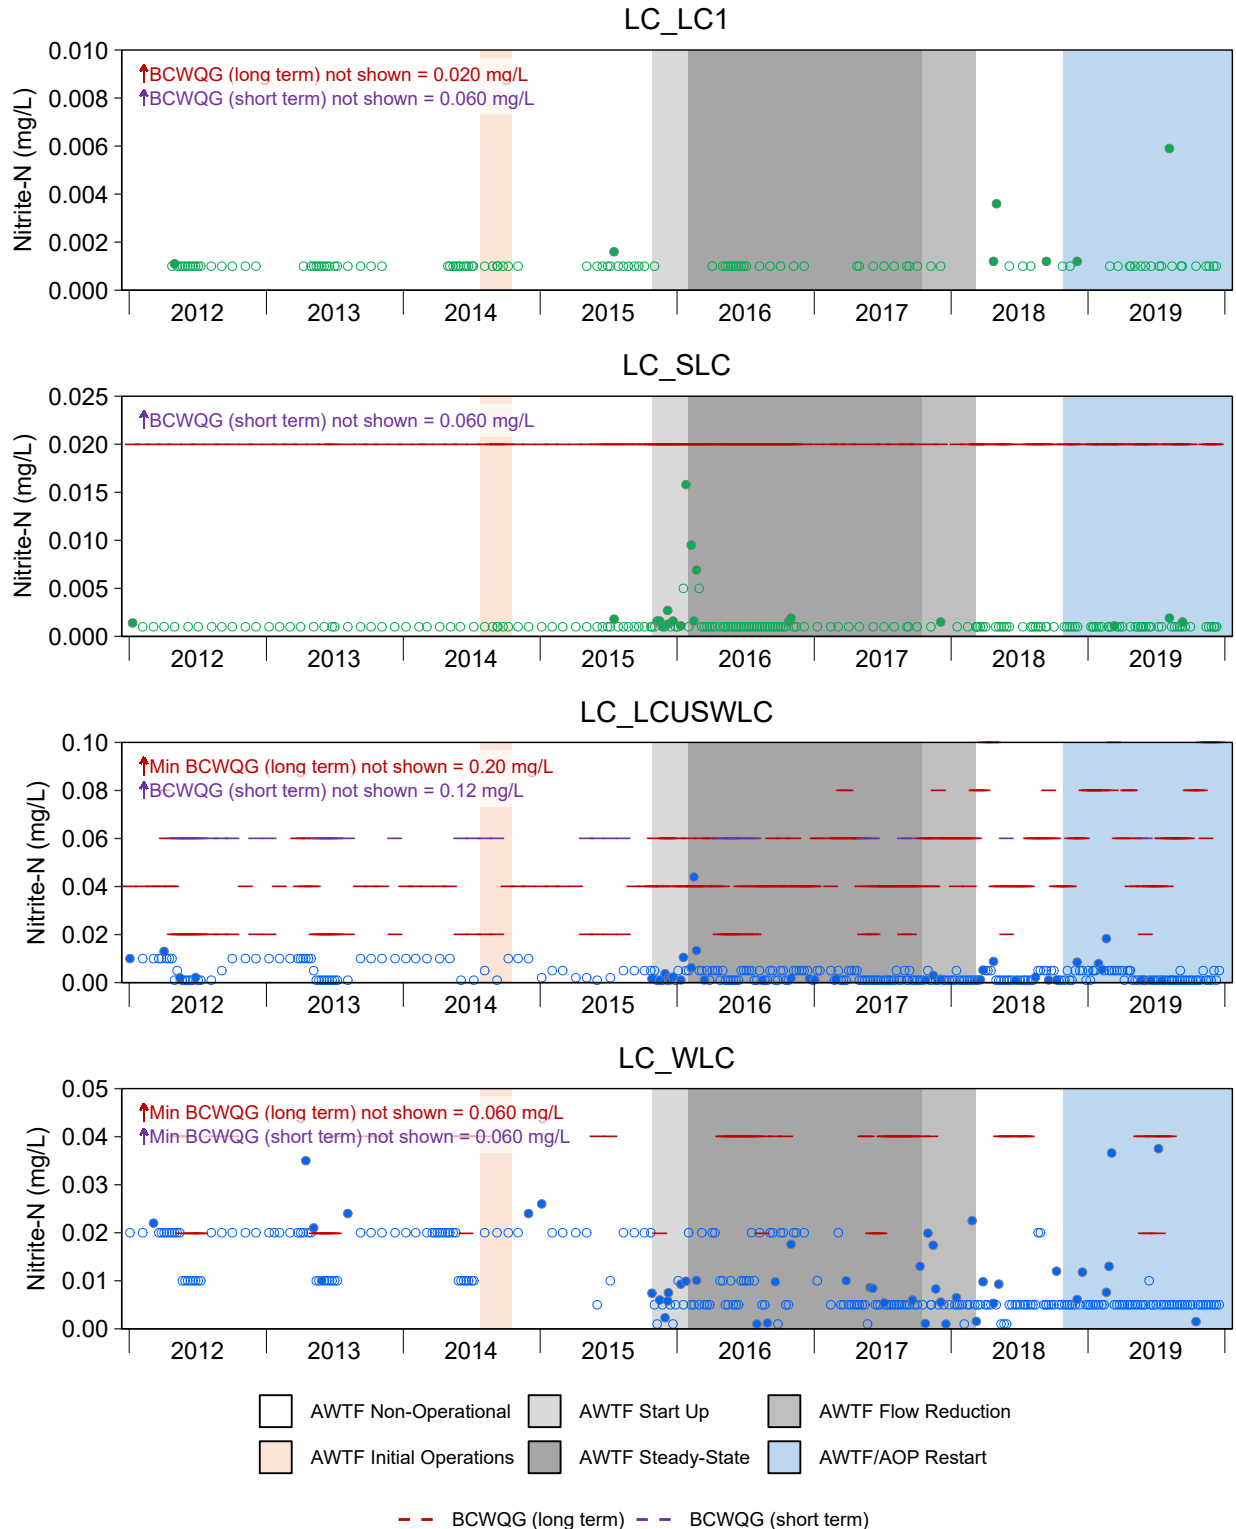 LC_LC1
Nitrite-N (mg/L)
0.010
0.008
0.006
0.004
0.002
0.000
BCWQG (long term) not shown = 0.020 mg/L
BCWQG (short term) not shown = 0.060 mg/L
2012 2013 2014 2015 2016 2017 2018 2019
LC_SLC
Nitrite-N (mg/L)
0.025
0.020
0.015
0.010
0.005
0.000
BCWQG (short term) not shown = 0.060 mg/L
2012 2013 2014 2015 2016 2017 2018 2019
LC_LCUSWLC
Nitrite-N (mg/L)
0.10
0.08
0.06
0.04
0.02
0.00
Min BCWQG (long term) not shown = 0.20 mg/L
BCWQG (short term) not shown = 0.12 mg/L
2012 2013 2014 2015 2016 2017 2018 2019
LC_WLC
Nitrite-N (mg/L)
0.05
0.04
0.03
0.02
0.01
0.00
Min BCWQG (long term) not shown = 0.060 mg/L
Min BCWQG (short term) not shown = 0.060 mg/L
2012 2013 2014 2015 2016 2017 2018 2019
AWTF Non-Operational AWTF Start Up AWTF Flow Reduction
AWTF Initial Operations AWTF Steady-State AWTF/AOP Restart
BCWQG (long term) BCWQG (short term)